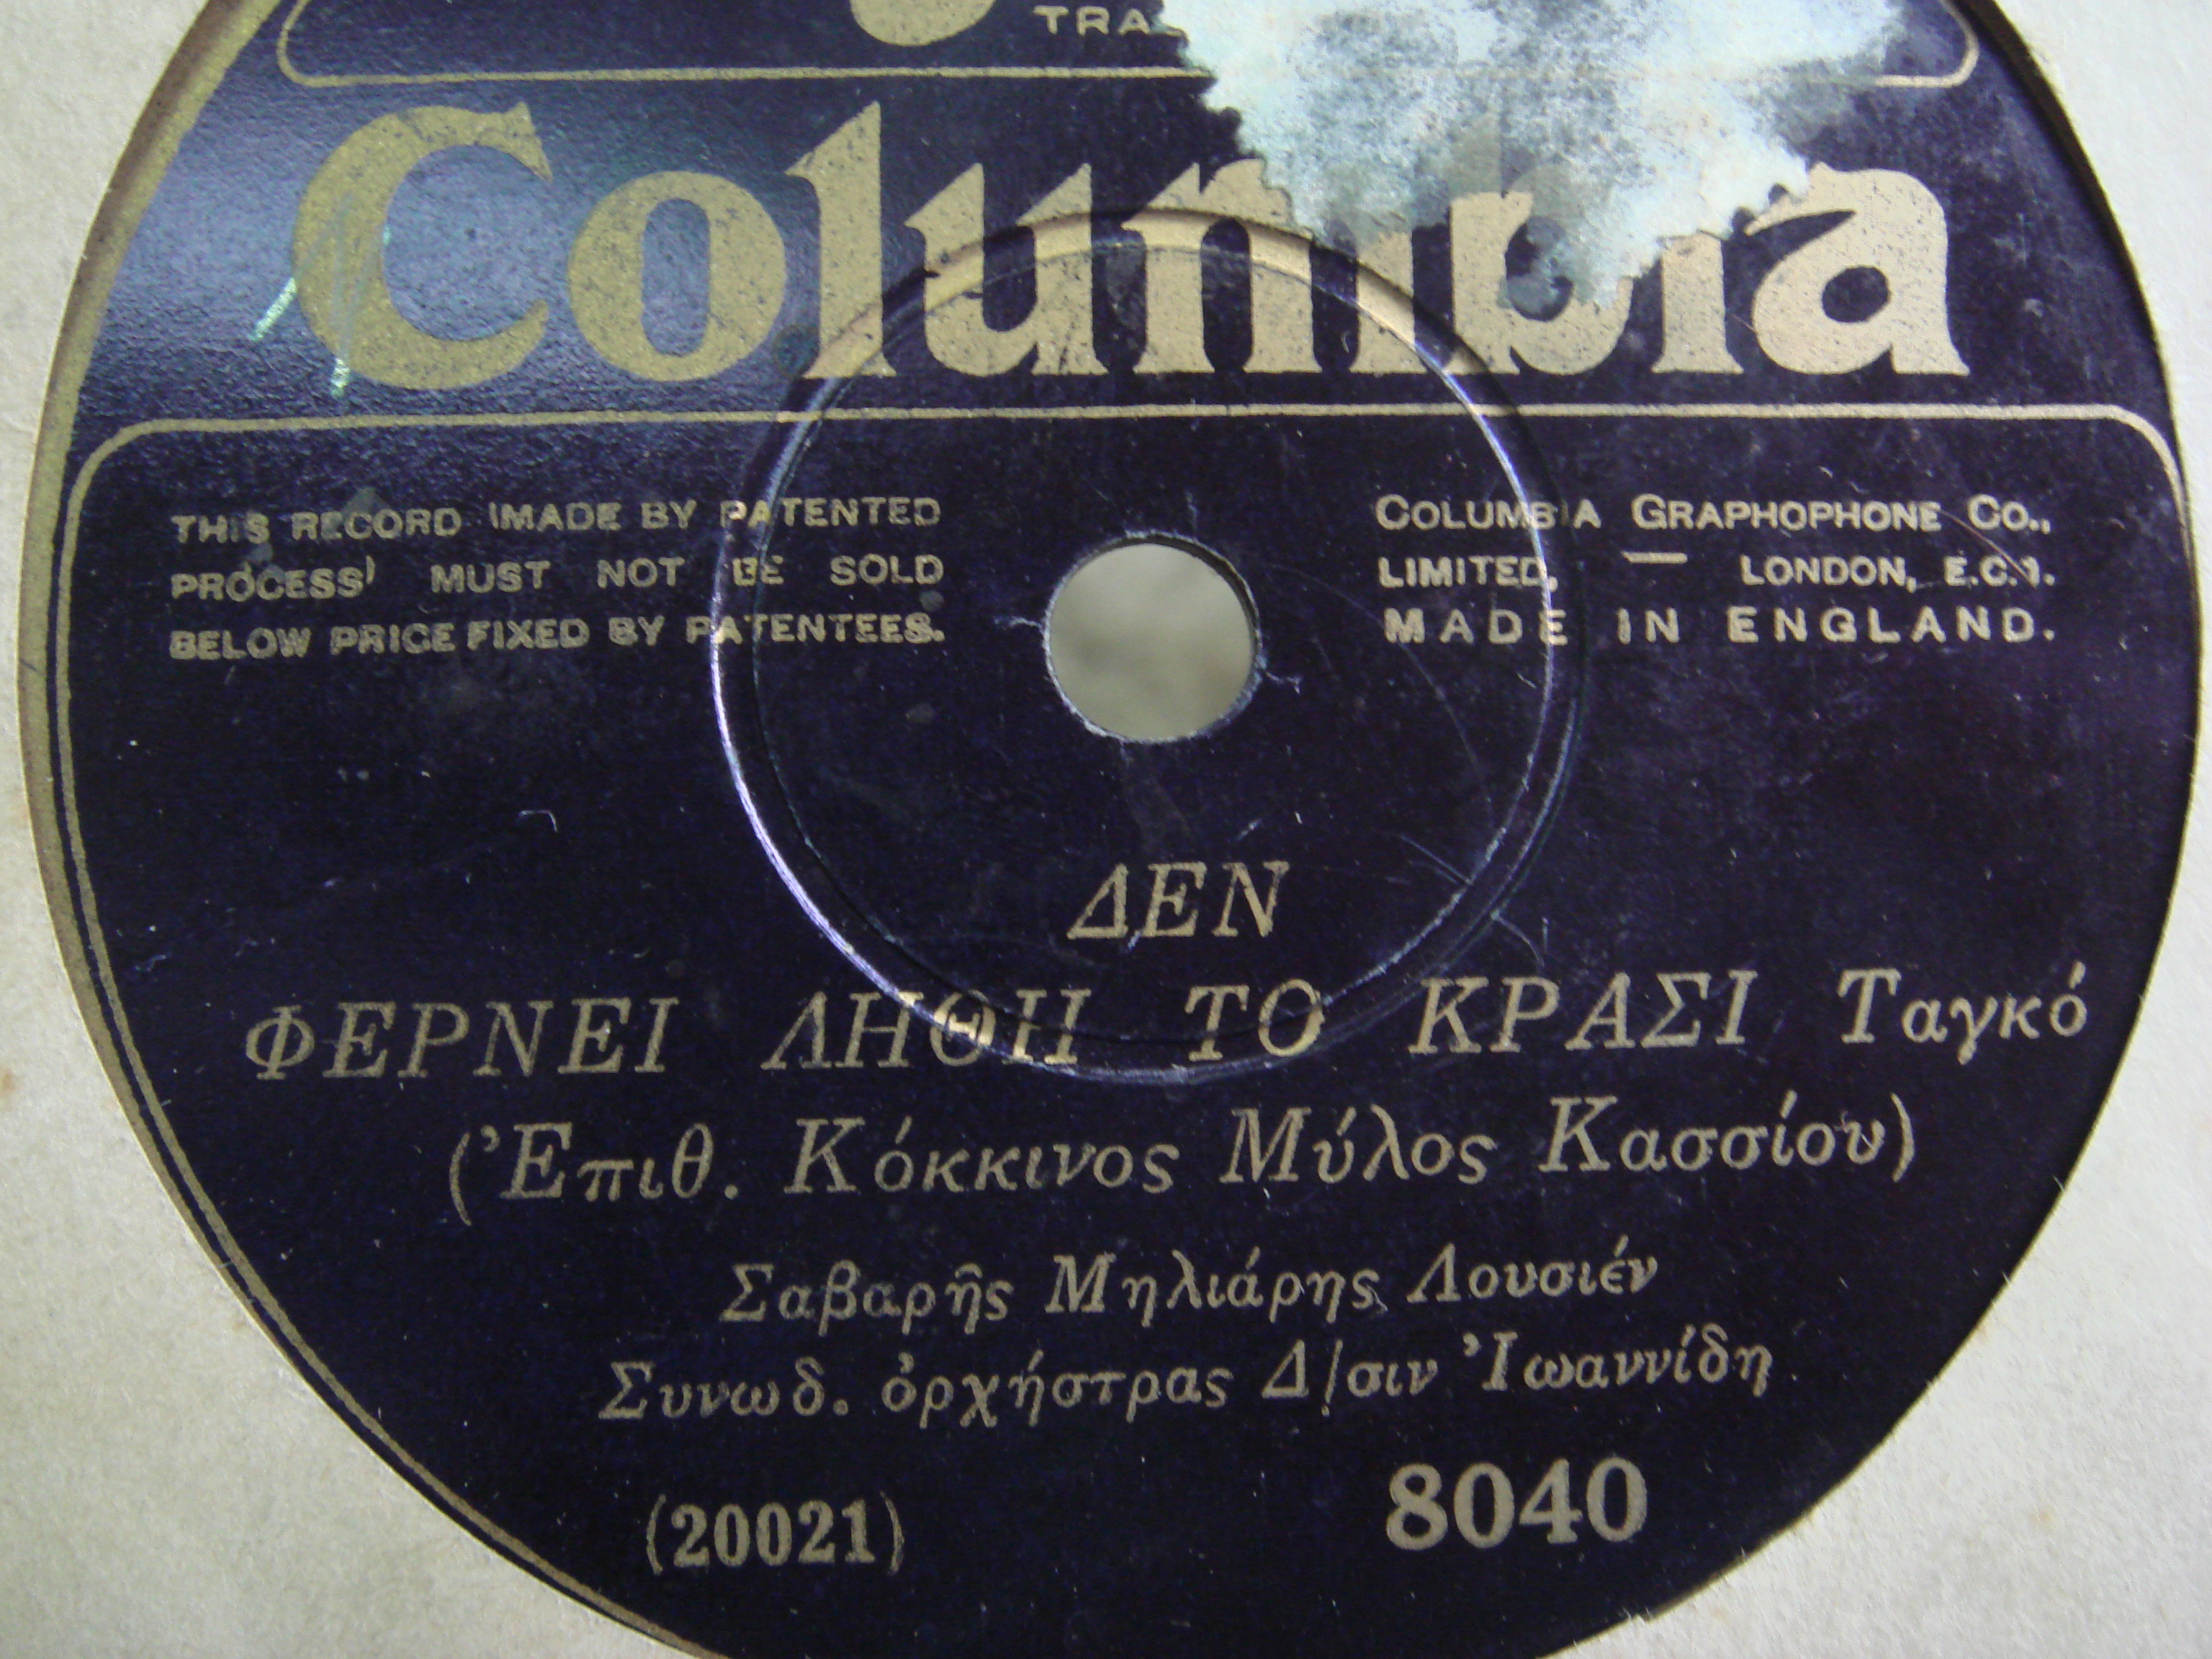 TRA
Columbia
THIS RECORD (MADE BY PATENTED
PROCESS) MUST NOT BE SOLD
BELOW PRICE FIXED BY PATENTEES.
COLUMBIA GRAPHOPHONE CO.,
LIMITED, — LONDON, E.C.1.
MADE IN ENGLAND.
ΔΕΝ
ΦΕΡΝΕΙ ΛΗΘΗ ΤΟ ΚΡΑΣΙ Ταγκό
(Ἐπιθ. Κόκκινος Μύλος Κασσίου)
Σαβαρῆς Μηλιάρης Λουσιέν
Συνωδ. ὀρχήστρας Δ/σιν Ἰωαννίδη
(20021) 8040